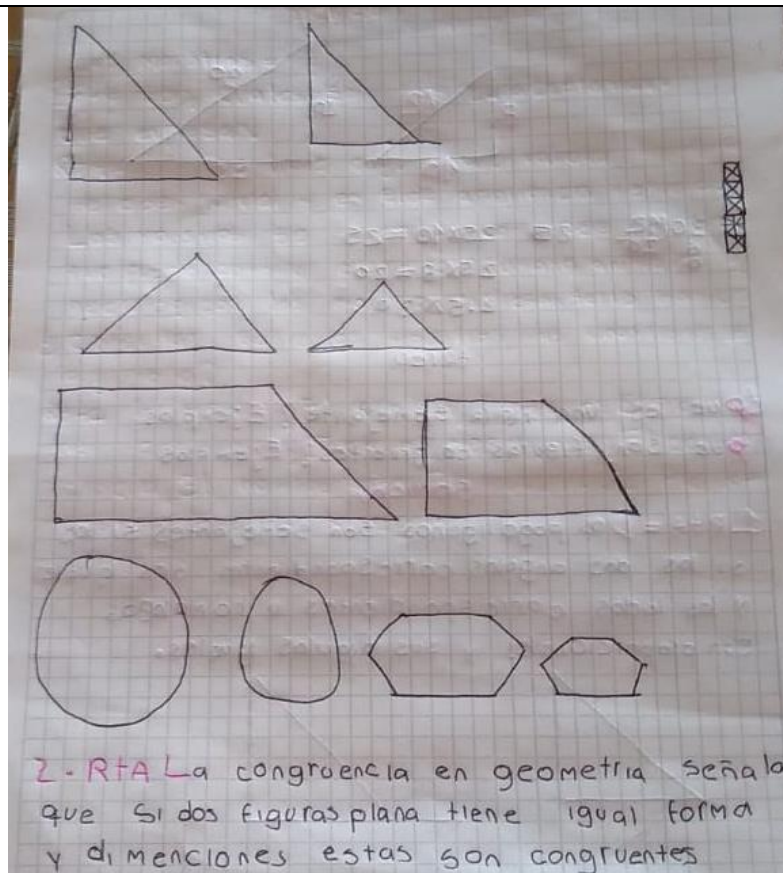 2-RtA La congruencia en geometria señala
que si dos figuras plana tiene igual forma
y dimenciones estas son congruentes